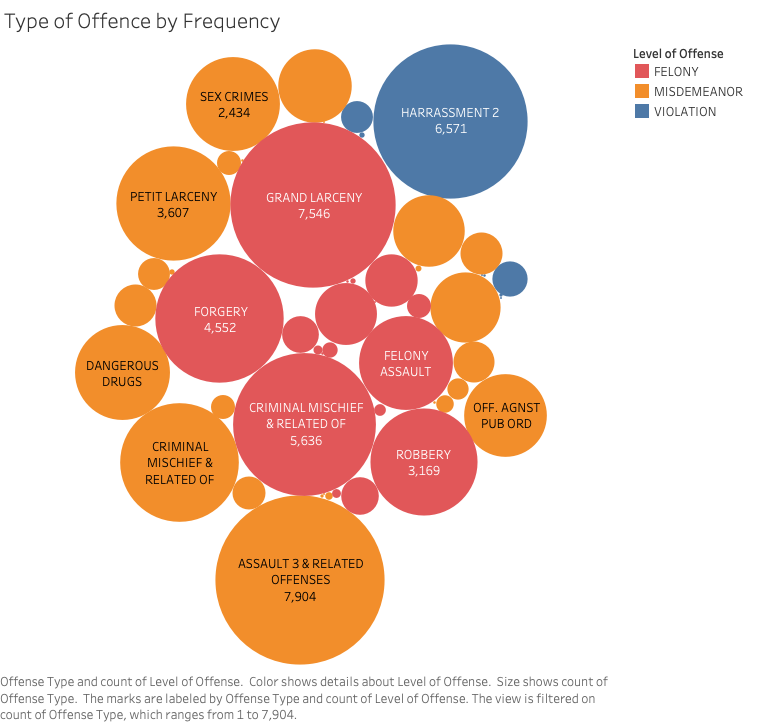 Type of Offence by Frequency
Level of Offense
FELONY
MISDEMEANOR
VIOLATION
SEX CRIMES
2,434
HARRASSMENT 2
6,571
PETIT LARCENY
3,607
GRAND LARCENY
7,546
FORGERY
4,552
FELONY
ASSAULT
DANGEROUS
DRUGS
CRIMINAL MISCHIEF
& RELATED OF
5,636
OFF. AGNST
PUB ORD
CRIMINAL
MISCHIEF &
RELATED OF
ROBBERY
3,169
ASSAULT 3 & RELATED
OFFENSES
7,904
Offense Type and count of Level of Offense.  Color shows details about Level of Offense.  Size shows count of
Offense Type.  The marks are labeled by Offense Type and count of Level of Offense. The view is filtered on
count of Offense Type, which ranges from 1 to 7,904.